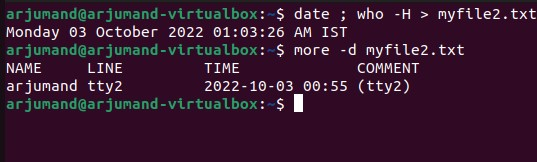 arjumand@arjumand-virtualbox:~$ date ; who -H > myfile2.txt
Monday 03 October 2022 01:03:26 AM IST
arjumand@arjumand-virtualbox:~$ more -d myfile2.txt
NAME     LINE         TIME             COMMENT
arjumand tty2         2022-10-03 00:55 (tty2)
arjumand@arjumand-virtualbox:~$